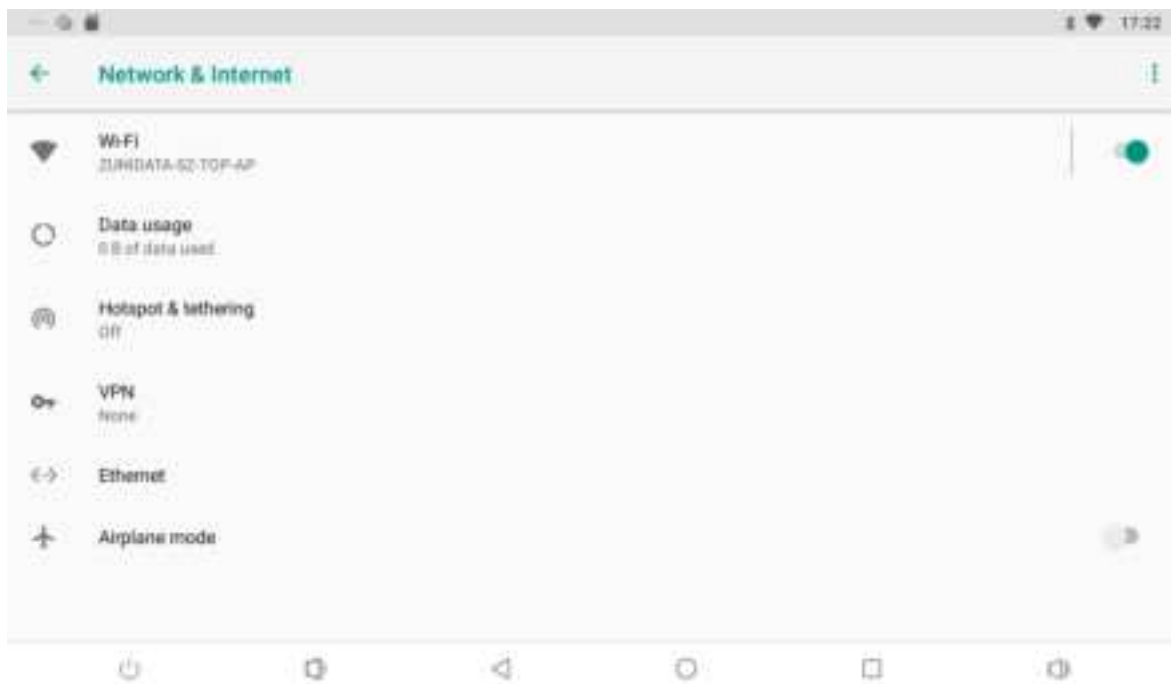 17:22
Network & Internet
Wi-Fi
ZUNIDATA-SZ-TOP-AP
Data usage
0 B of data used
Hotspot & tethering
Off
VPN
None
Ethernet
Airplane mode